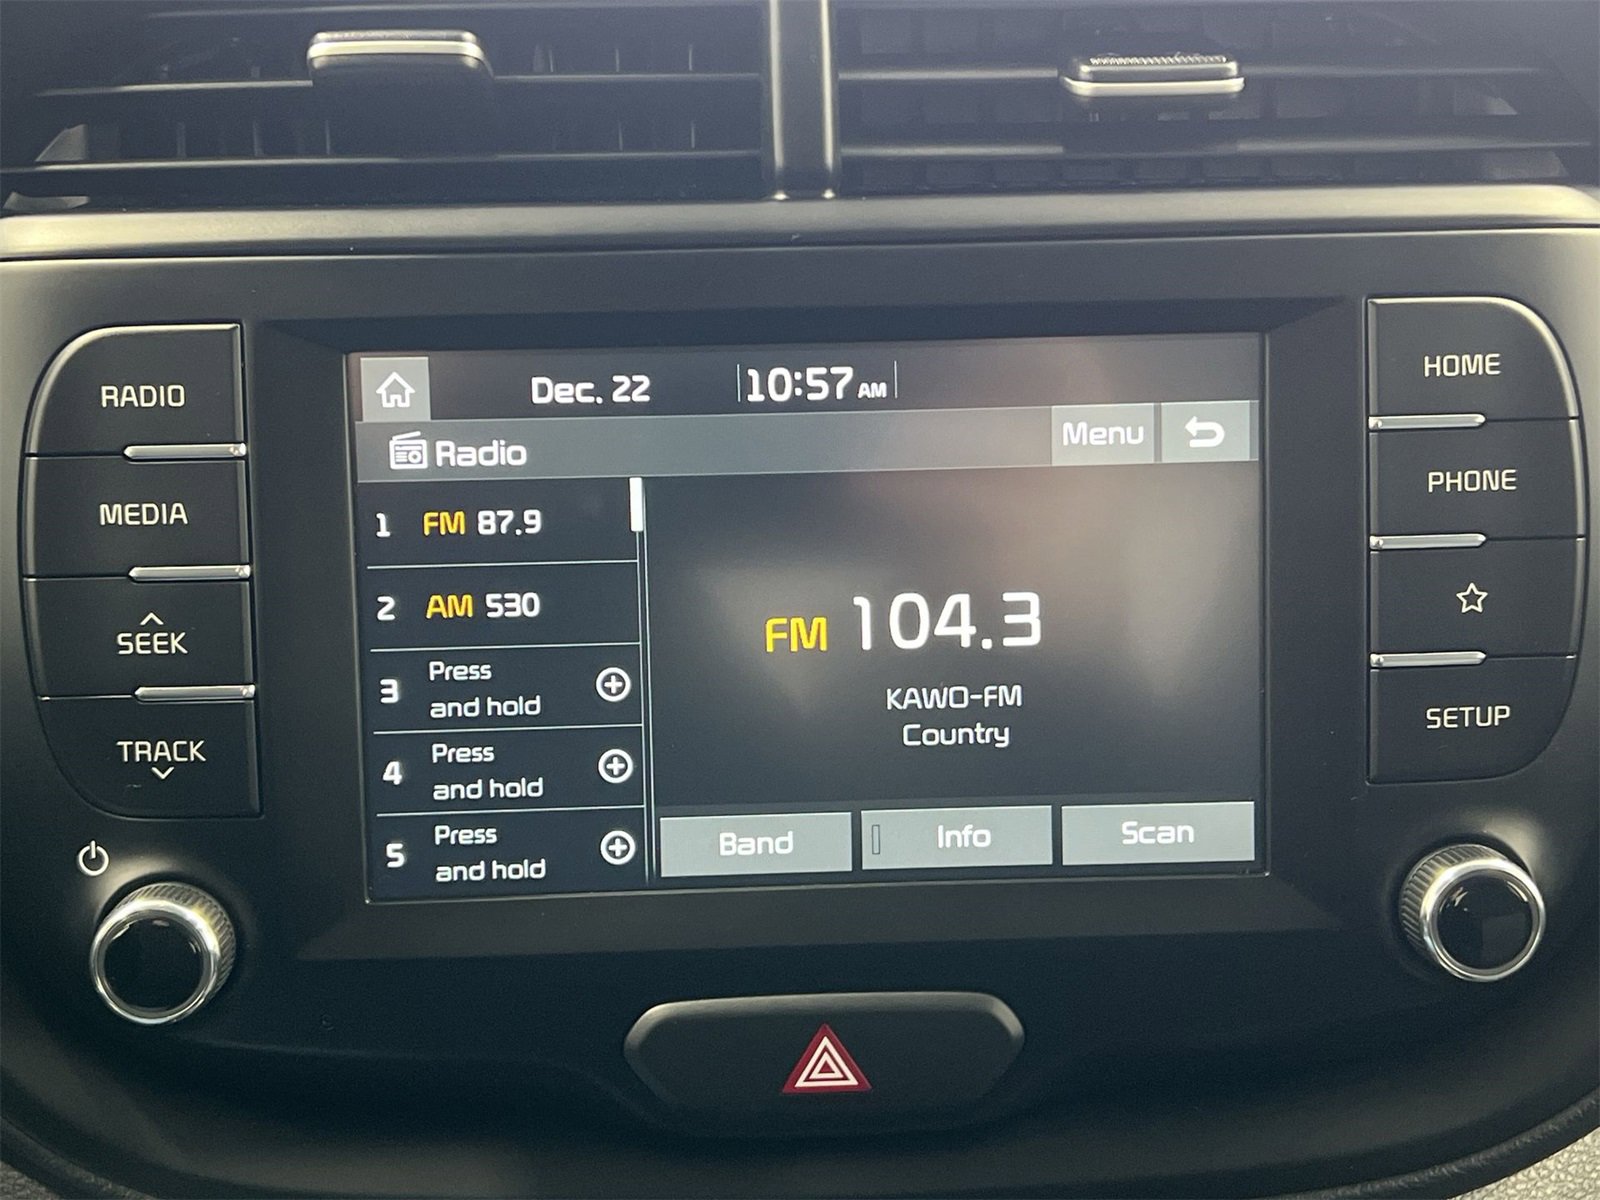 RADIO
MEDIA
SEEK
TRACK
Dec. 22
10:57 AM
Radio
Menu
1 FM 87.9
2 AM 530
3 Press
and hold
4 Press
and hold
5 Press
and hold
FM 104.3
KAWO-FM
Country
Band
Info
Scan
HOME
PHONE
SETUP